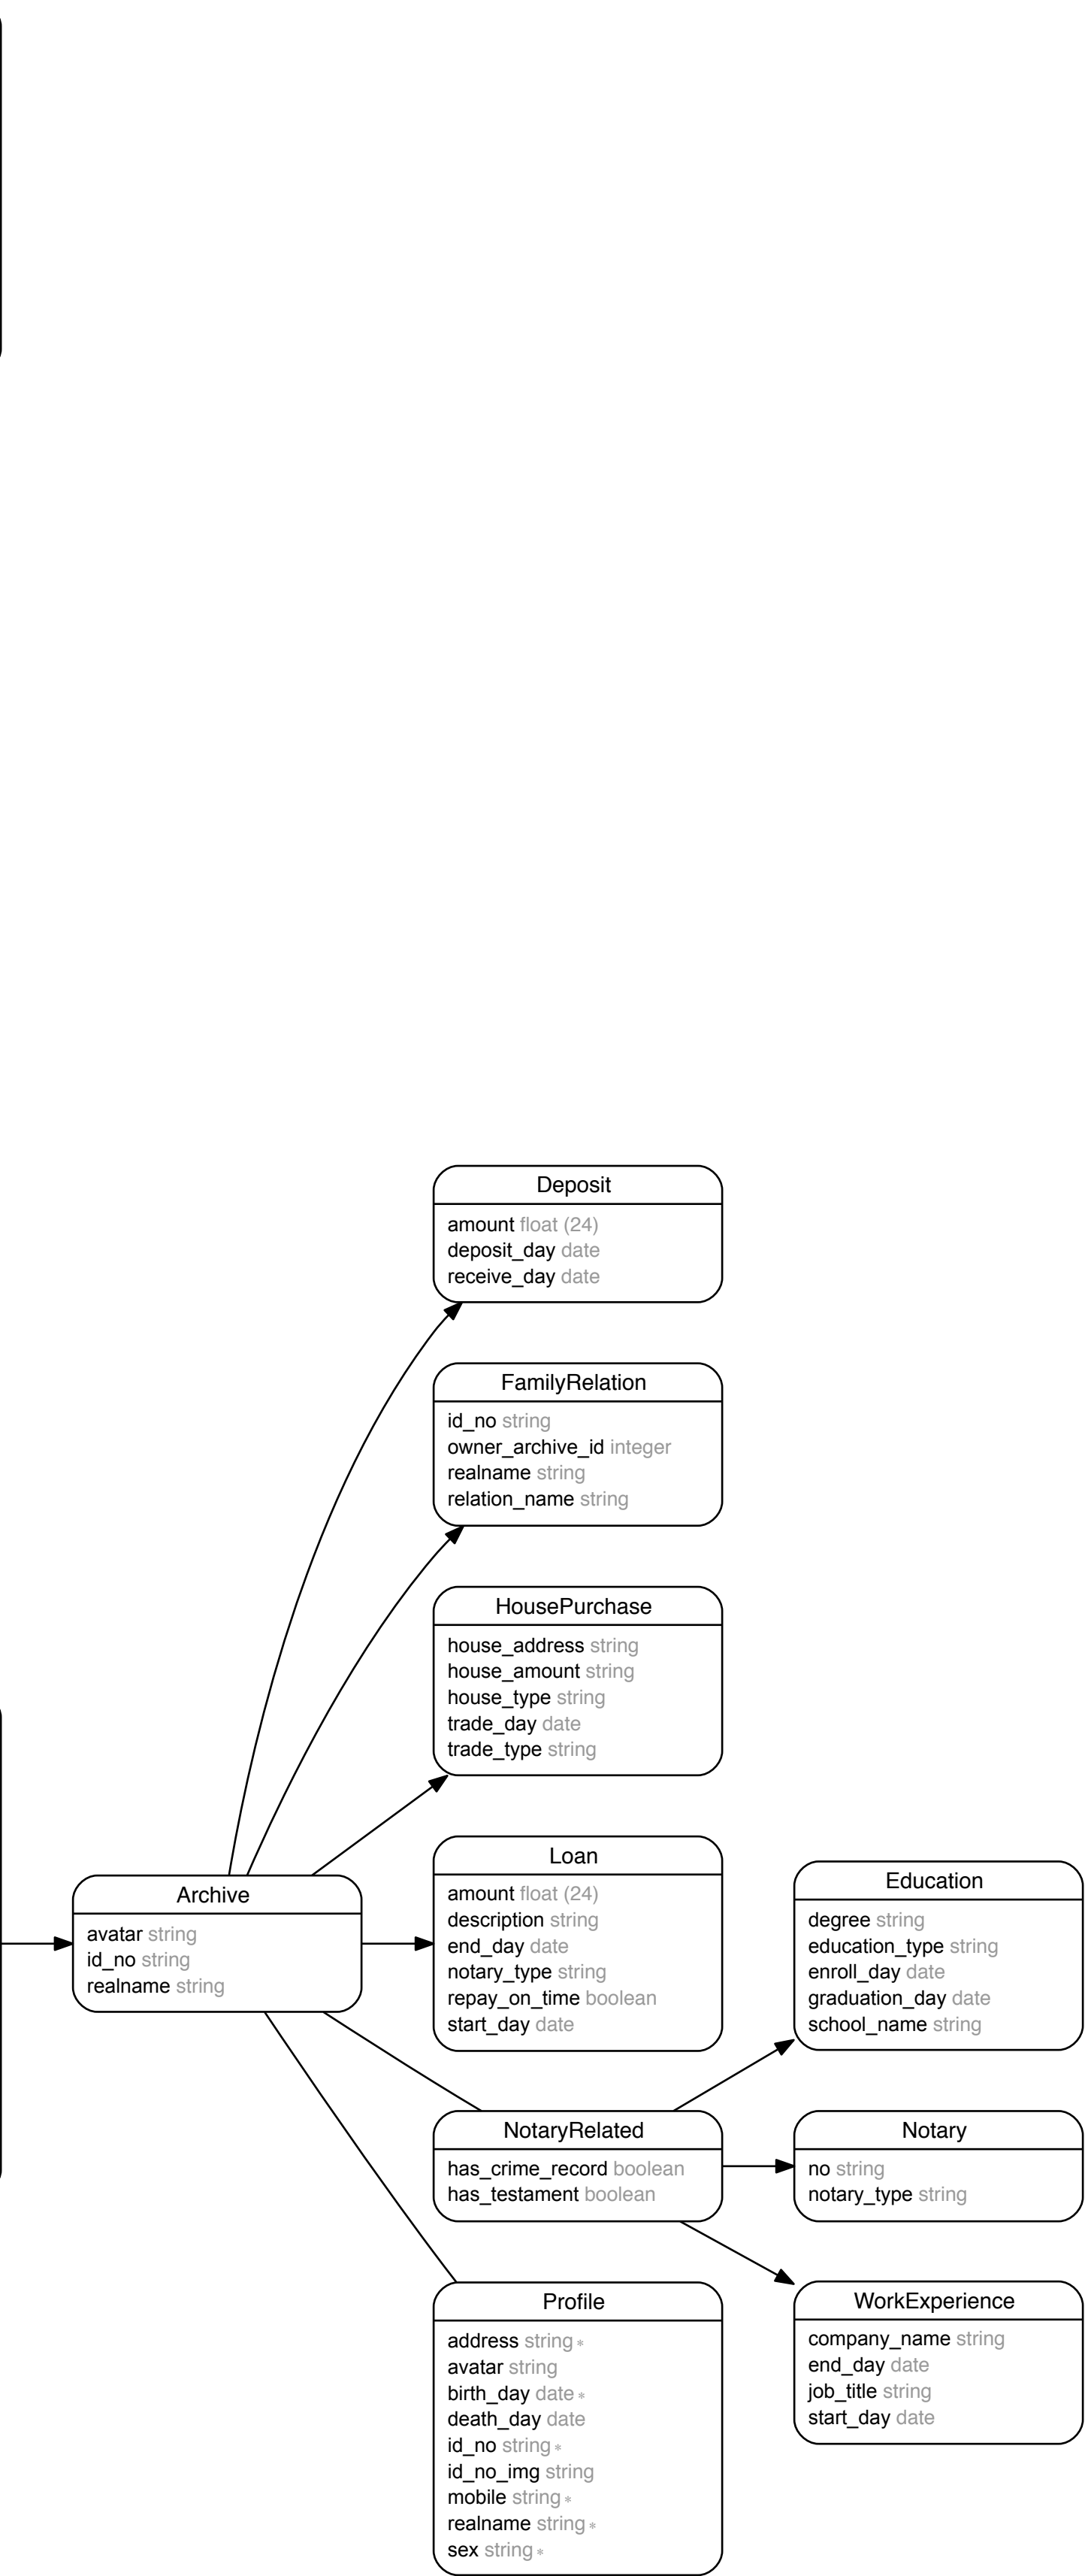 Deposit
amount float (24)
deposit_day date
receive_day date
FamilyRelation
id_no string
owner_archive_id integer
realname string
relation_name string
HousePurchase
house_address string
house_amount string
house_type string
trade_day date
trade_type string
Archive
avatar string
id_no string
realname string
Loan
amount float (24)
description string
end_day date
notary_type string
repay_on_time boolean
start_day date
Education
degree string
education_type string
enroll_day date
graduation_day date
school_name string
NotaryRelated
has_crime_record boolean
has_testament boolean
Notary
no string
notary_type string
Profile
address string *
avatar string
birth_day date *
death_day date
id_no string *
id_no_img string
mobile string *
realname string *
sex string *
WorkExperience
company_name string
end_day date
job_title string
start_day date